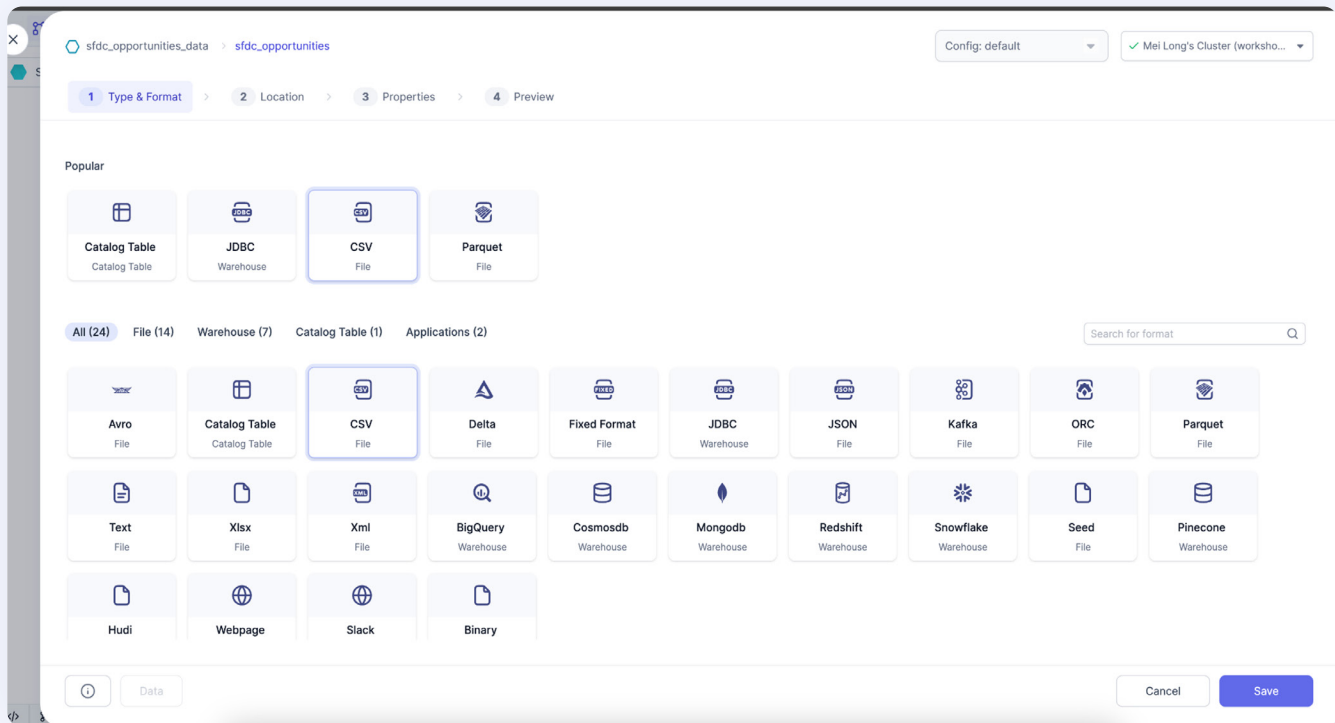 sfdc_opportunities_data > sfdc_opportunities
Config: default
Mei Long's Cluster (worksho...
1 Type & Format > 2 Location > 3 Properties > 4 Preview
Popular
Catalog Table
Catalog Table
JDBC
Warehouse
CSV
File
Parquet
File
All (24) File (14) Warehouse (7) Catalog Table (1) Applications (2)
Search for format
Avro
File
Catalog Table
Catalog Table
CSV
File
Delta
File
FIXED
Fixed Format
File
JDBC
JDBC
Warehouse
JSON
JSON
File
Kafka
File
ORC
File
Parquet
File
Text
File
Xlsx
File
XML
Xml
File
BigQuery
Warehouse
Cosmosdb
Warehouse
Mongodb
Warehouse
Redshift
Warehouse
Snowflake
Warehouse
Seed
File
Pinecone
Warehouse
Hudi
Webpage
Slack
Binary
Data
Cancel
Save